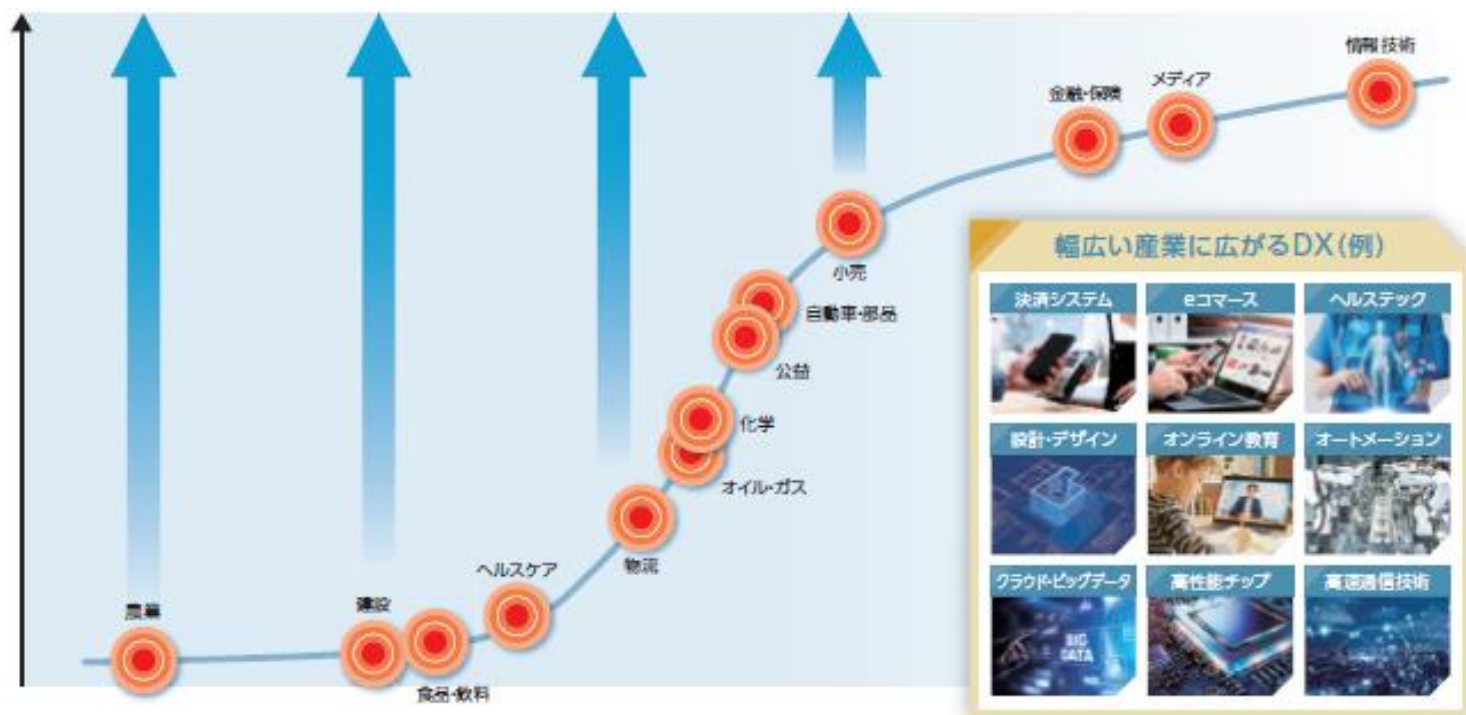 情報技術
メディア
金融・保険
小売
自動車・部品
公益
化学
オイル・ガス
物流
ヘルスケア
建設
農業
食品・飲料
幅広い産業に広がるDX(例)
決済システム
eコマース
ヘルステック
設計・デザイン
オンライン教育
オートメーション
クラウド・ビッグデータ
高性能チップ
高速通信技術
BIG
DATA